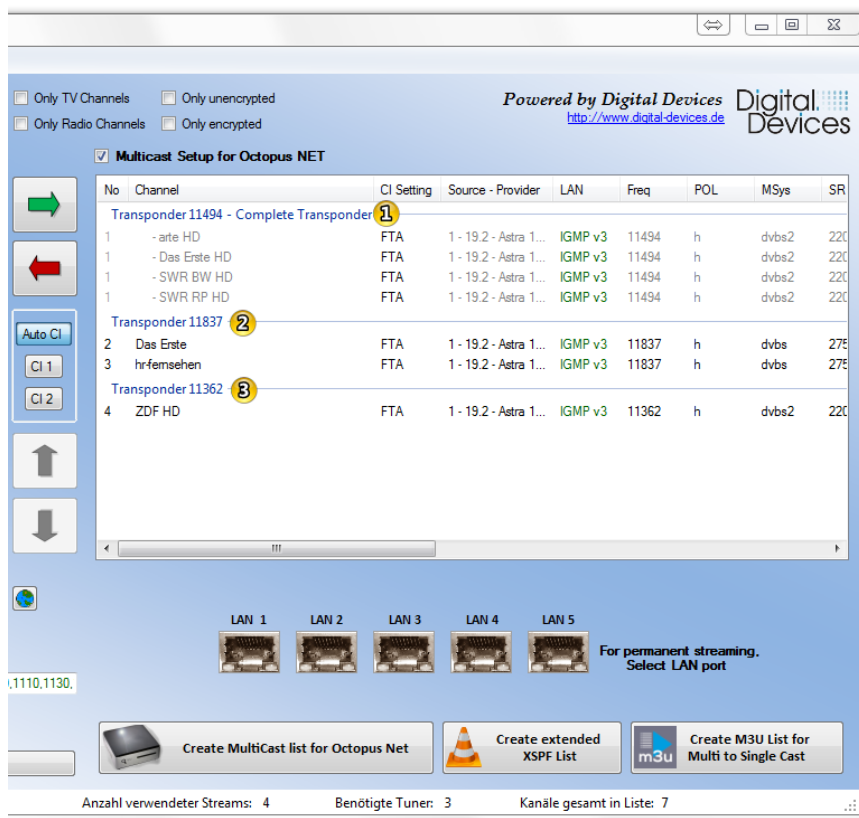 Only TV Channels Only unencrypted
Only Radio Channels Only encrypted
Powered by Digital Devices
http://www.digital-devices.de
Digital
Devices
Multicast Setup for Octopus NET
No Channel CI Setting Source - Provider LAN Freq POL MSys SR
Transponder 11494 - Complete Transponder 1
1 - arte HD FTA 1 - 19.2 - Astra 1... IGMP v3 11494 h dvbs2 220
1 - Das Erste HD FTA 1 - 19.2 - Astra 1... IGMP v3 11494 h dvbs2 220
1 - SWR BW HD FTA 1 - 19.2 - Astra 1... IGMP v3 11494 h dvbs2 220
1 - SWR RP HD FTA 1 - 19.2 - Astra 1... IGMP v3 11494 h dvbs2 220
Transponder 11837 2
2 Das Erste FTA 1 - 19.2 - Astra 1... IGMP v3 11837 h dvbs 275
3 hr-fernsehen FTA 1 - 19.2 - Astra 1... IGMP v3 11837 h dvbs 275
Transponder 11362 3
4 ZDF HD FTA 1 - 19.2 - Astra 1... IGMP v3 11362 h dvbs2 220
Auto CI
CI 1
CI 2
LAN 1 LAN 2 LAN 3 LAN 4 LAN 5
For permanent streaming.
Select LAN port
,1110,1130,
Create MultiCast list for Octopus Net
Create extended
XSPF List
m3u
Create M3U List for
Multi to Single Cast
Anzahl verwendeter Streams: 4 Benötigte Tuner: 3 Kanäle gesamt in Liste: 7